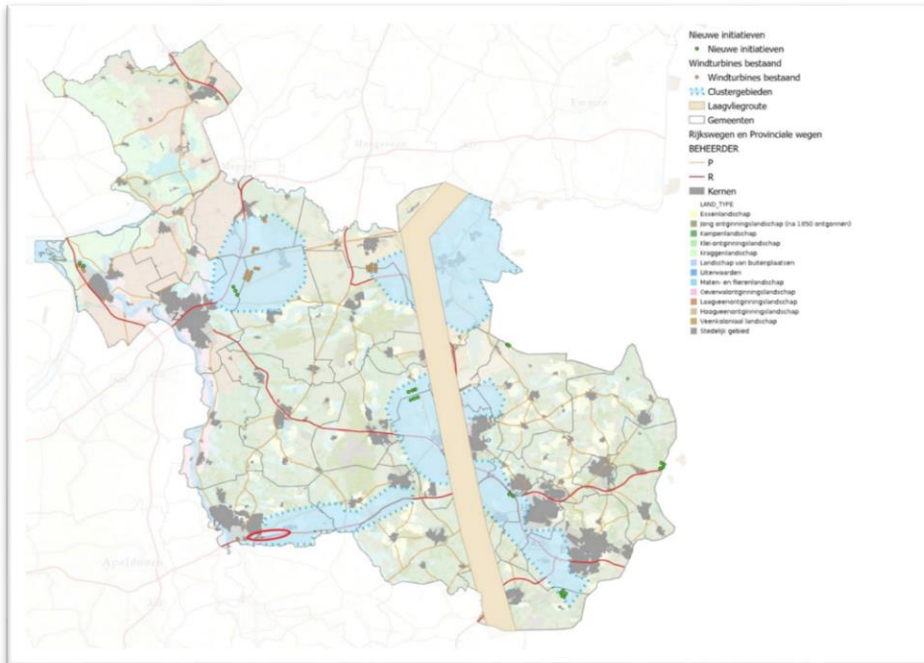 Nieuwe initiatieven
Nieuwe initiatieven
Windturbines bestaand
Windturbines bestaand
Clustergebieden
Laagvliegroute
Gemeenten
Rijkswegen en Provinciale wegen
BEHEERDER
P
R
Kernen
LAND_TYPE
Essenlandschap
Jong ontginningslandschap (na 1850 ontgonnen)
Kampenlandschap
Klei-ontginningslandschap
Kraggenlandschap
Landschap van buitenplaatsen
Uiterwaarden
Maten- en flierenlandschap
Oeverwalontginningslandschap
Laagveenontginningslandschap
Hoogveenontginningslandschap
Veenkoloniaal landschap
Stedelijk gebied
Emmen
Apeldoorn